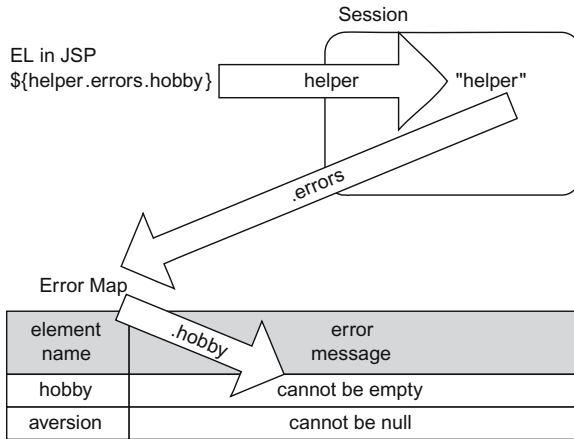 Session
EL in JSP
${helper.errors.hobby}
helper
"helper"
.errors
Error Map
.hobby
element
name
error
message
hobby
cannot be empty
aversion
cannot be null